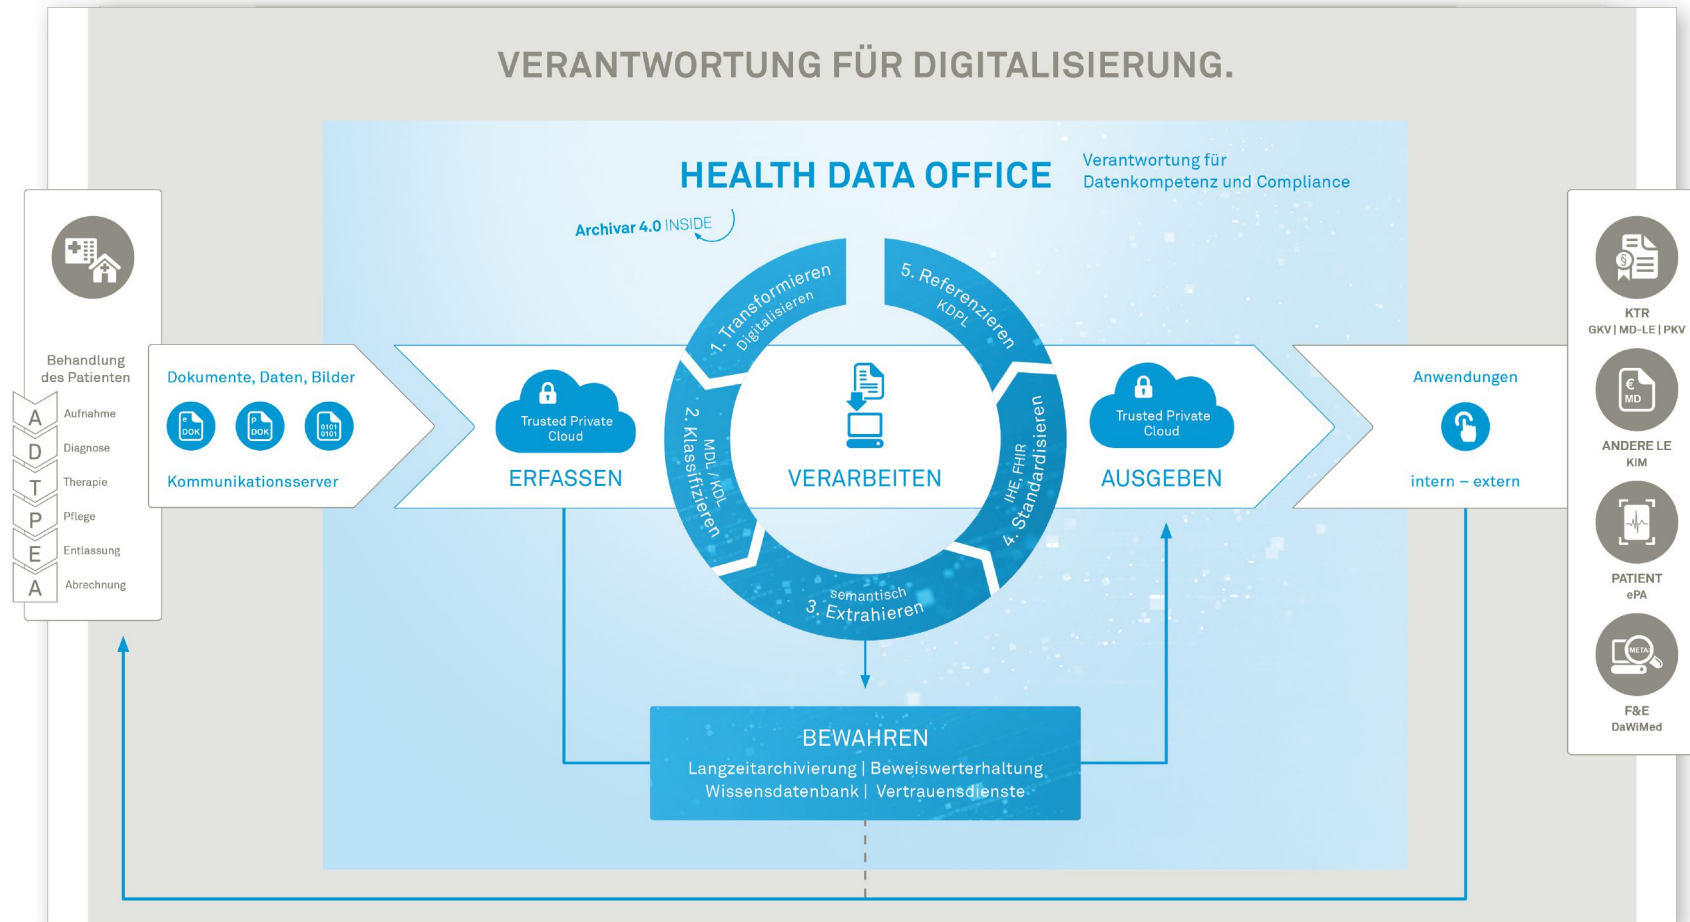 VERANTWORTUNG FÜR DIGITALISIERUNG.
HEALTH DATA OFFICE
Verantwortung für
Datenkompetenz und Compliance
Archivar 4.0 INSIDE
Behandlung
des Patienten
A Aufnahme
D Diagnose
T Therapie
P Pflege
E Entlassung
A Abrechnung
Dokumente, Daten, Bilder
e DOK
P DOK
0101
0101
Kommunikationsserver
Trusted Private
Cloud
ERFASSEN
1. Transformieren
Digitalisieren
2. Klassifizieren
MDL / KDL
semantisch
3. Extrahieren
4. Standardisieren
IHE, FHIR
5. Referenzieren
KDPL
VERARBEITEN
Trusted Private
Cloud
AUSGEBEN
Anwendungen
intern – extern
BEWAHREN
Langzeitarchivierung | Beweiswerterhaltung
Wissensdatenbank | Vertrauensdienste
§
KTR
GKV | MD-LE | PKV
€
MD
ANDERE LE
KIM
PATIENT
ePA
META
F&E
DaWiMed